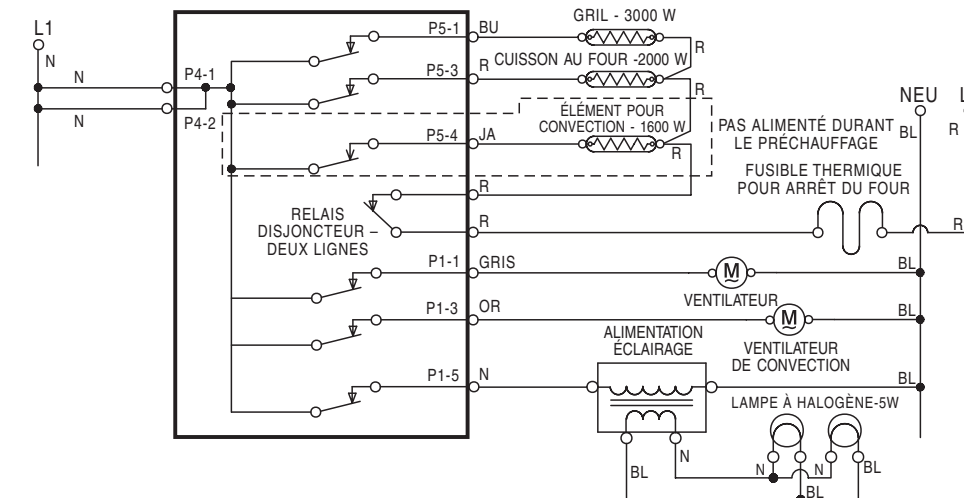 L1
N
N
N
P4-1
P4-2
P5-1
BU
GRIL - 3000 W
R
P5-3
R
CUISSON AU FOUR -2000 W
R
ÉLÉMENT POUR
CONVECTION - 1600 W
P5-4
JA
R
PAS ALIMENTÉ DURANT
LE PRÉCHAUFFAGE
NEU
L
BL
R
FUSIBLE THERMIQUE
POUR ARRÊT DU FOUR
R
RELAIS
DISJONCTEUR –
DEUX LIGNES
R
R
P1-1
GRIS
M
BL
VENTILATEUR
P1-3
OR
M
BL
VENTILATEUR
DE CONVECTION
ALIMENTATION
ÉCLAIRAGE
P1-5
N
BL
LAMPE À HALOGÈNE-5W
BL
N
N
N
BL
BL